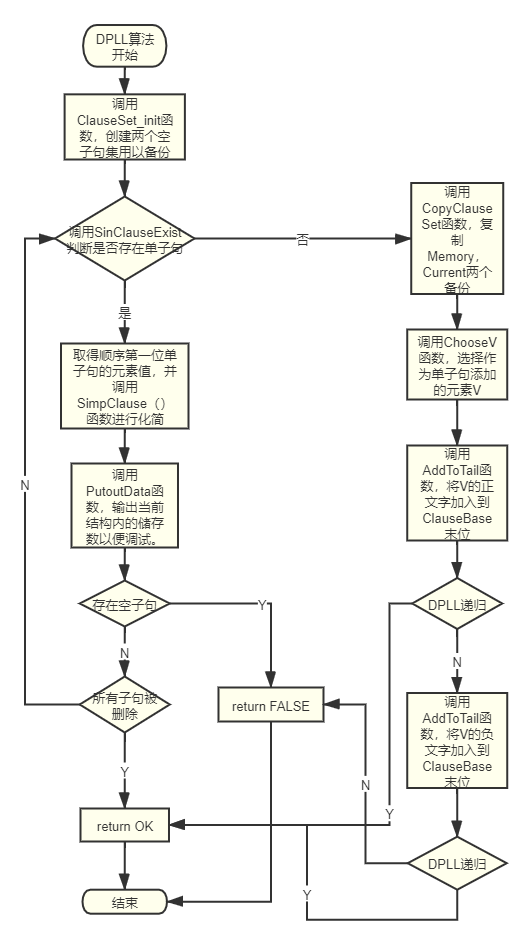 DPLL算法
开始
调用
ClauseSet_init函
数，创建两个空
子句集用以备份
调用SinClauseExist
判断是否存在单子句
否
是
取得顺序第一位单
子句的元素值，并
调用
SimpClause（）
函数进行化简
调用
PutoutData函
数，输出当前
结构内的储存
数以便调试。
存在空子句
Y
N
所有子句被
删除
N
Y
return FALSE
return OK
结束
调用
CopyClause
Set函数，复
制
Memory，
Current两个
备份
调用ChooseV
函数，选择作
为单子句添加
的元素V
调用
AddToTail函
数，将V的正
文字加入到
ClauseBase
末位
DPLL递归
N
Y
调用
AddToTail函
数，将V的负
文字加入到
ClauseBase
末位
DPLL递归
N
Y